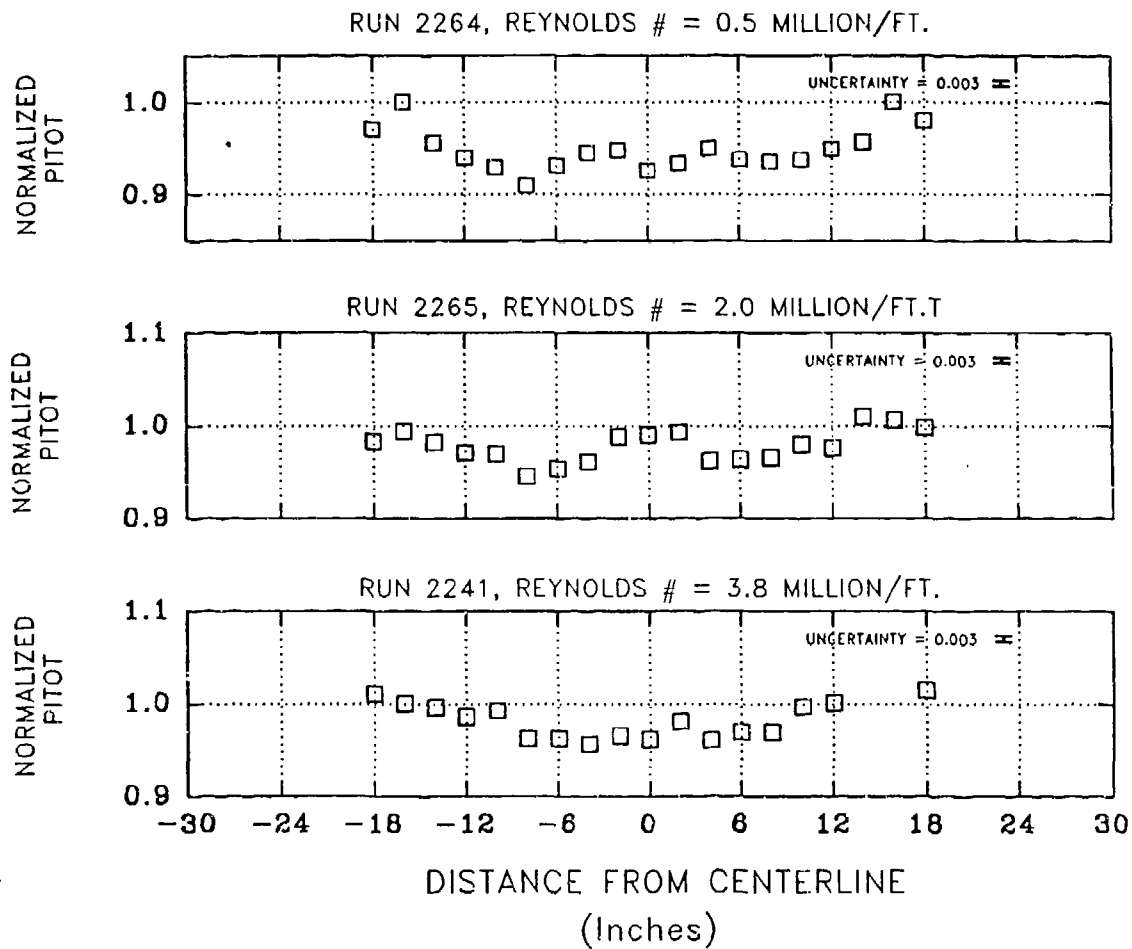 RUN 2264, REYNOLDS # = 0.5 MILLION/FT.
UNCERTAINTY = 0.003
NORMALIZED
PITOT
1.0
0.9
RUN 2265, REYNOLDS # = 2.0 MILLION/FT.T
1.1
UNCERTAINTY = 0.003
NORMALIZED
PITOT
1.0
0.9
RUN 2241, REYNOLDS # = 3.8 MILLION/FT.
1.1
UNCERTAINTY = 0.003
NORMALIZED
PITOT
1.0
0.9
-30 -24 -18 -12 -6 0 6 12 18 24 30
DISTANCE FROM CENTERLINE
(Inches)